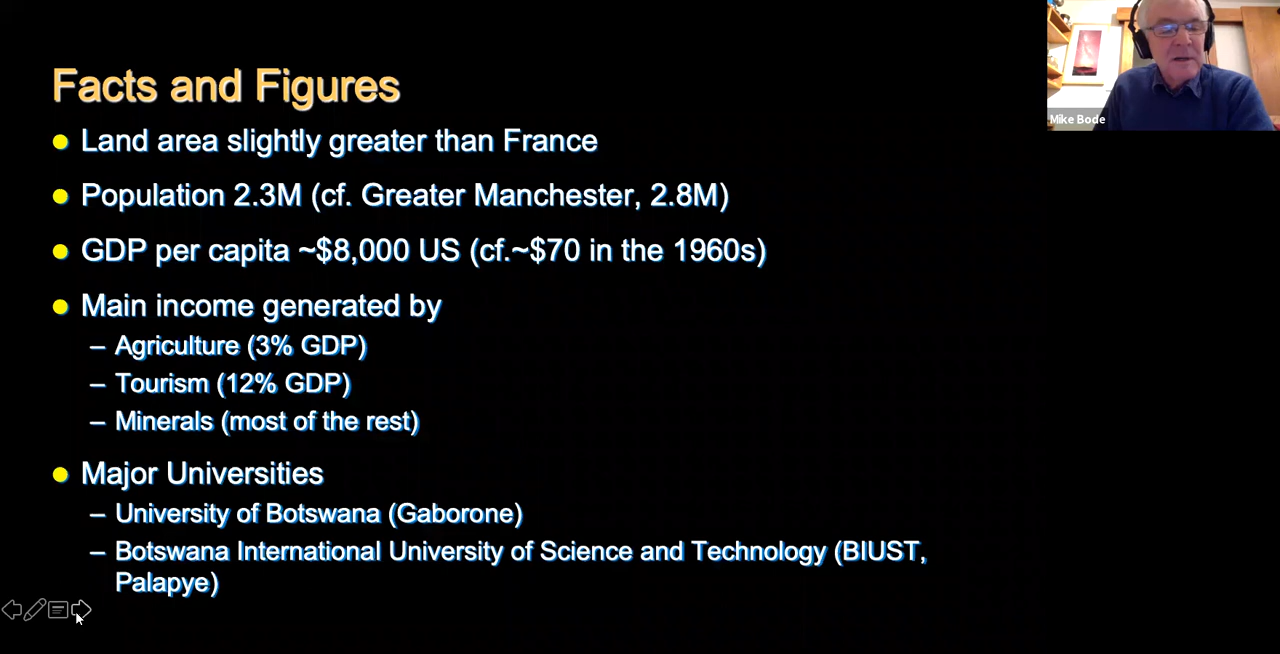 Facts and Figures
Land area slightly greater than France
Population 2.3M (cf. Greater Manchester, 2.8M)
GDP per capita ~$8,000 US (cf.~$70 in the 1960s)
Main income generated by
– Agriculture (3% GDP)
– Tourism (12% GDP)
– Minerals (most of the rest)
Major Universities
– University of Botswana (Gaborone)
– Botswana International University of Science and Technology (BIUST,
Palapye)
Mike Bode